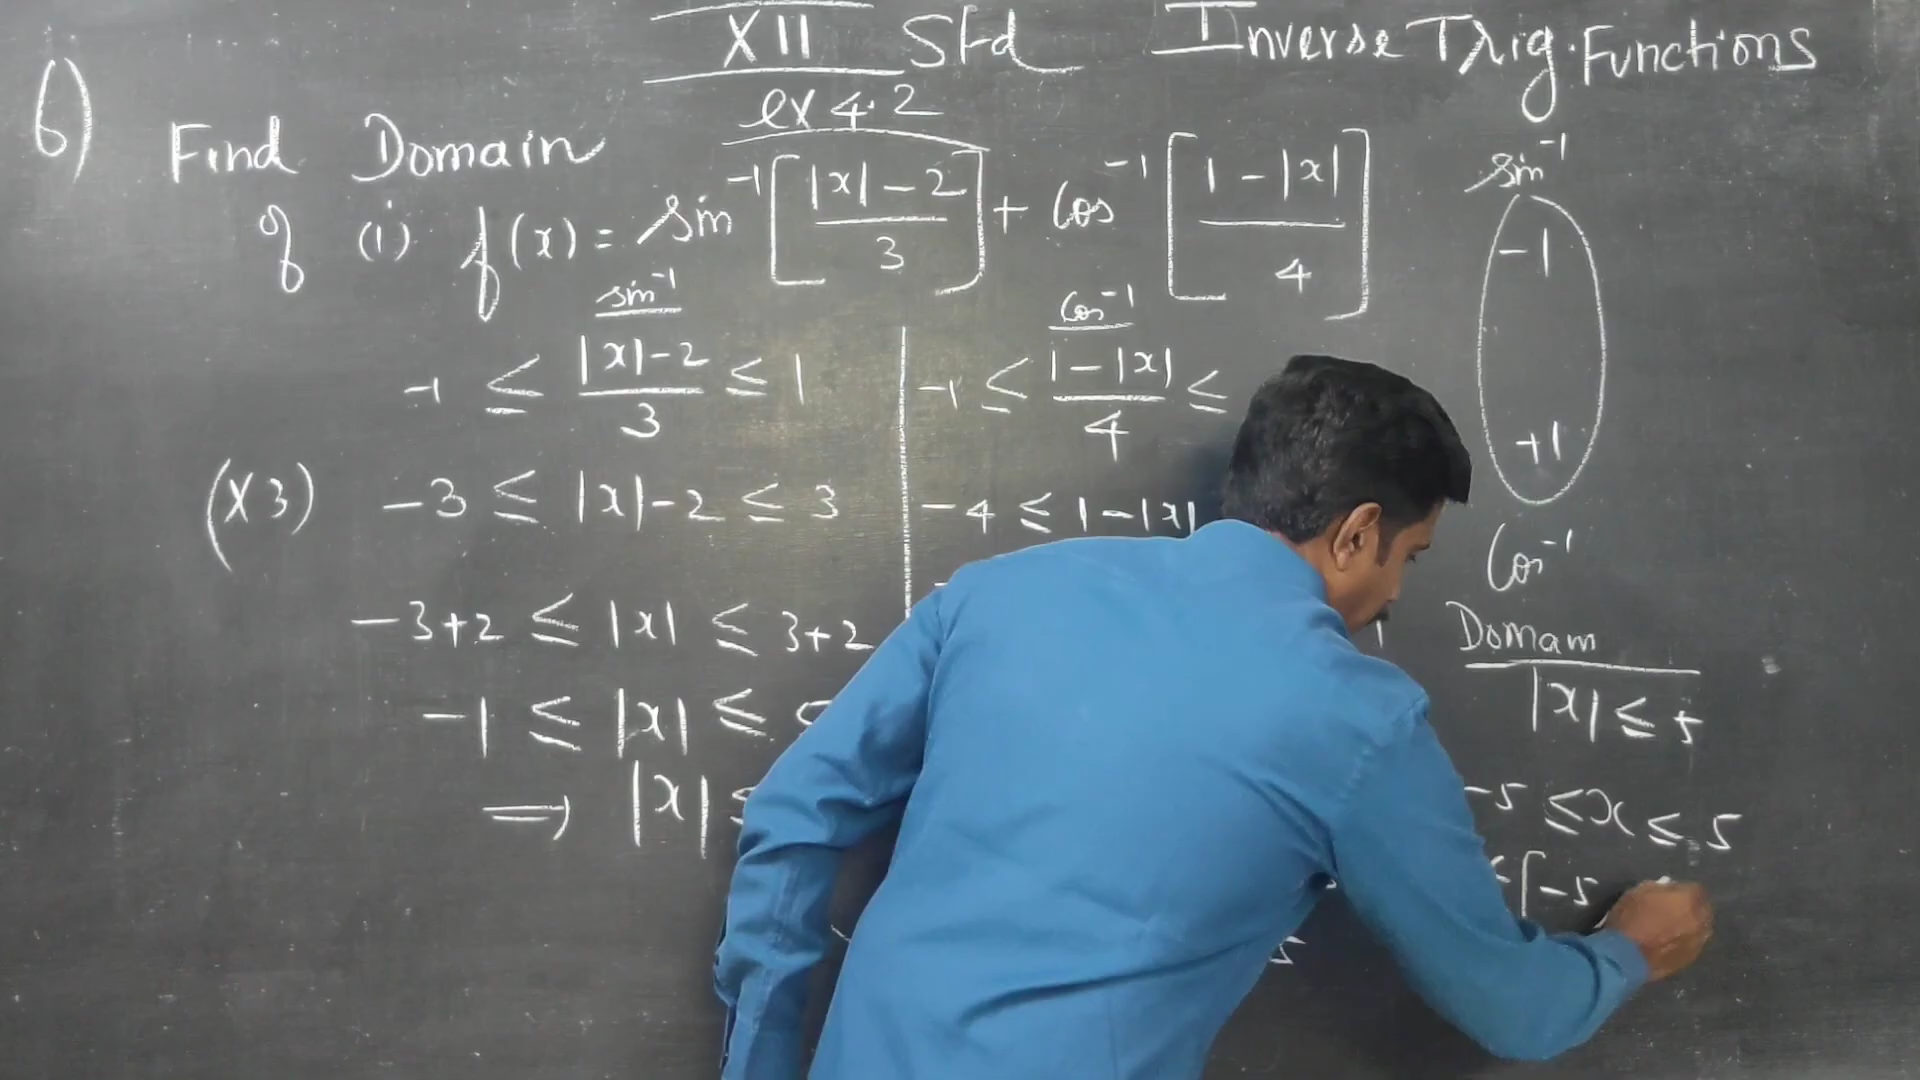 XII Std Inverse Trig. Functions
ex 4.2
6) Find Domain
of (i) f(x) = sin⁻¹[(|x|-2)/3] + cos⁻¹[(1-|x|)/4]
sin⁻¹
-1 ≤ (|x|-2)/3 ≤ 1
(x3) -3 ≤ |x|-2 ≤ 3
-3+2 ≤ |x| ≤ 3+2
-1 ≤ |x| ≤
⟹ |x| ≤
cos⁻¹
-1 ≤ (1-|x|)/4 ≤
-4 ≤ 1-|x|
5
sin⁻¹
-1
+1
cos⁻¹
Domain
|x| ≤ 5
-5 ≤ x ≤ 5
[-5